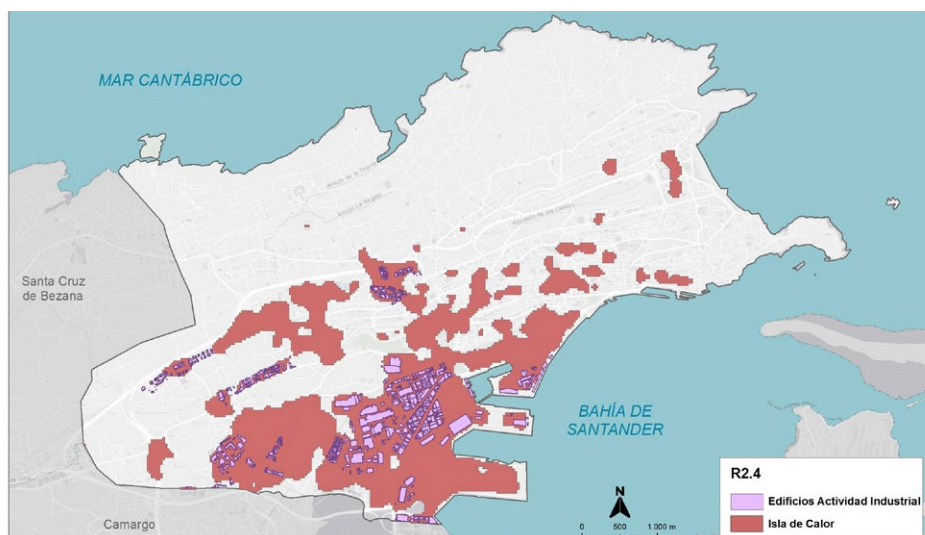 MAR CANTÁBRICO
Santa Cruz
de Bezana
BAHÍA DE
SANTANDER
Camargo
N
0 500 1.000 m
R2.4
Edificios Actividad Industrial
Isla de Calor